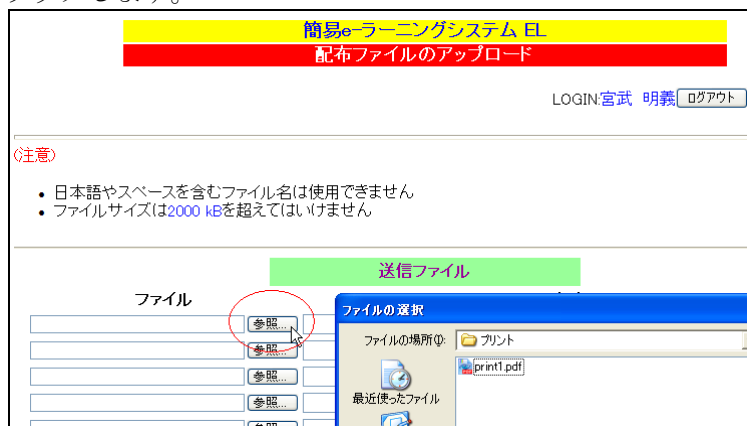 簡易e-ラーニングシステム EL
配布ファイルのアップロード
LOGIN:宮武 明義 ログアウト
(注意)
• 日本語やスペースを含むファイル名は使用できません
• ファイルサイズは2000 kBを超えてはいけません
送信ファイル
ファイル
参照...
ファイルの選択
ファイルの場所(I): プリント
参照...
print1.pdf
参照...
最近使ったファイル
参照...